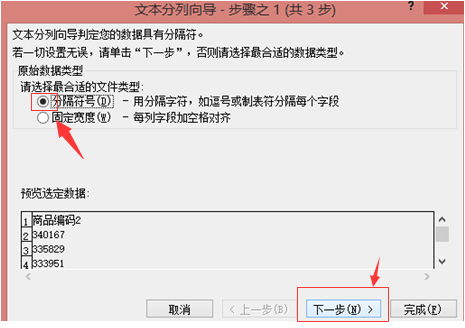 文本分列向导 - 步骤之 1 (共 3 步)
?
文本分列向导判定您的数据具有分隔符。
若一切设置无误，请单击“下一步”，否则请选择最合适的数据类型。
原始数据类型
请选择最合适的文件类型:
分隔符号(D) - 用分隔字符，如逗号或制表符分隔每个字段
固定宽度(W) - 每列字段加空格对齐
预览选定数据:
1 商品编码2
2 340167
3 335829
4 333951
取消 < 上一步(B) 下一步(N) > 完成(F)